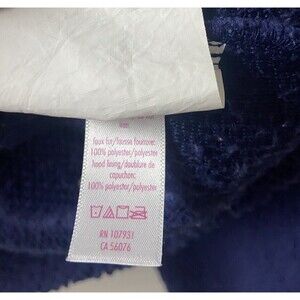 faux fur/fausse fourrure:
100% polyester/polyester
hood lining/doublure de
capuchon:
100% polyester/polyester
RN 107931
CA 56076